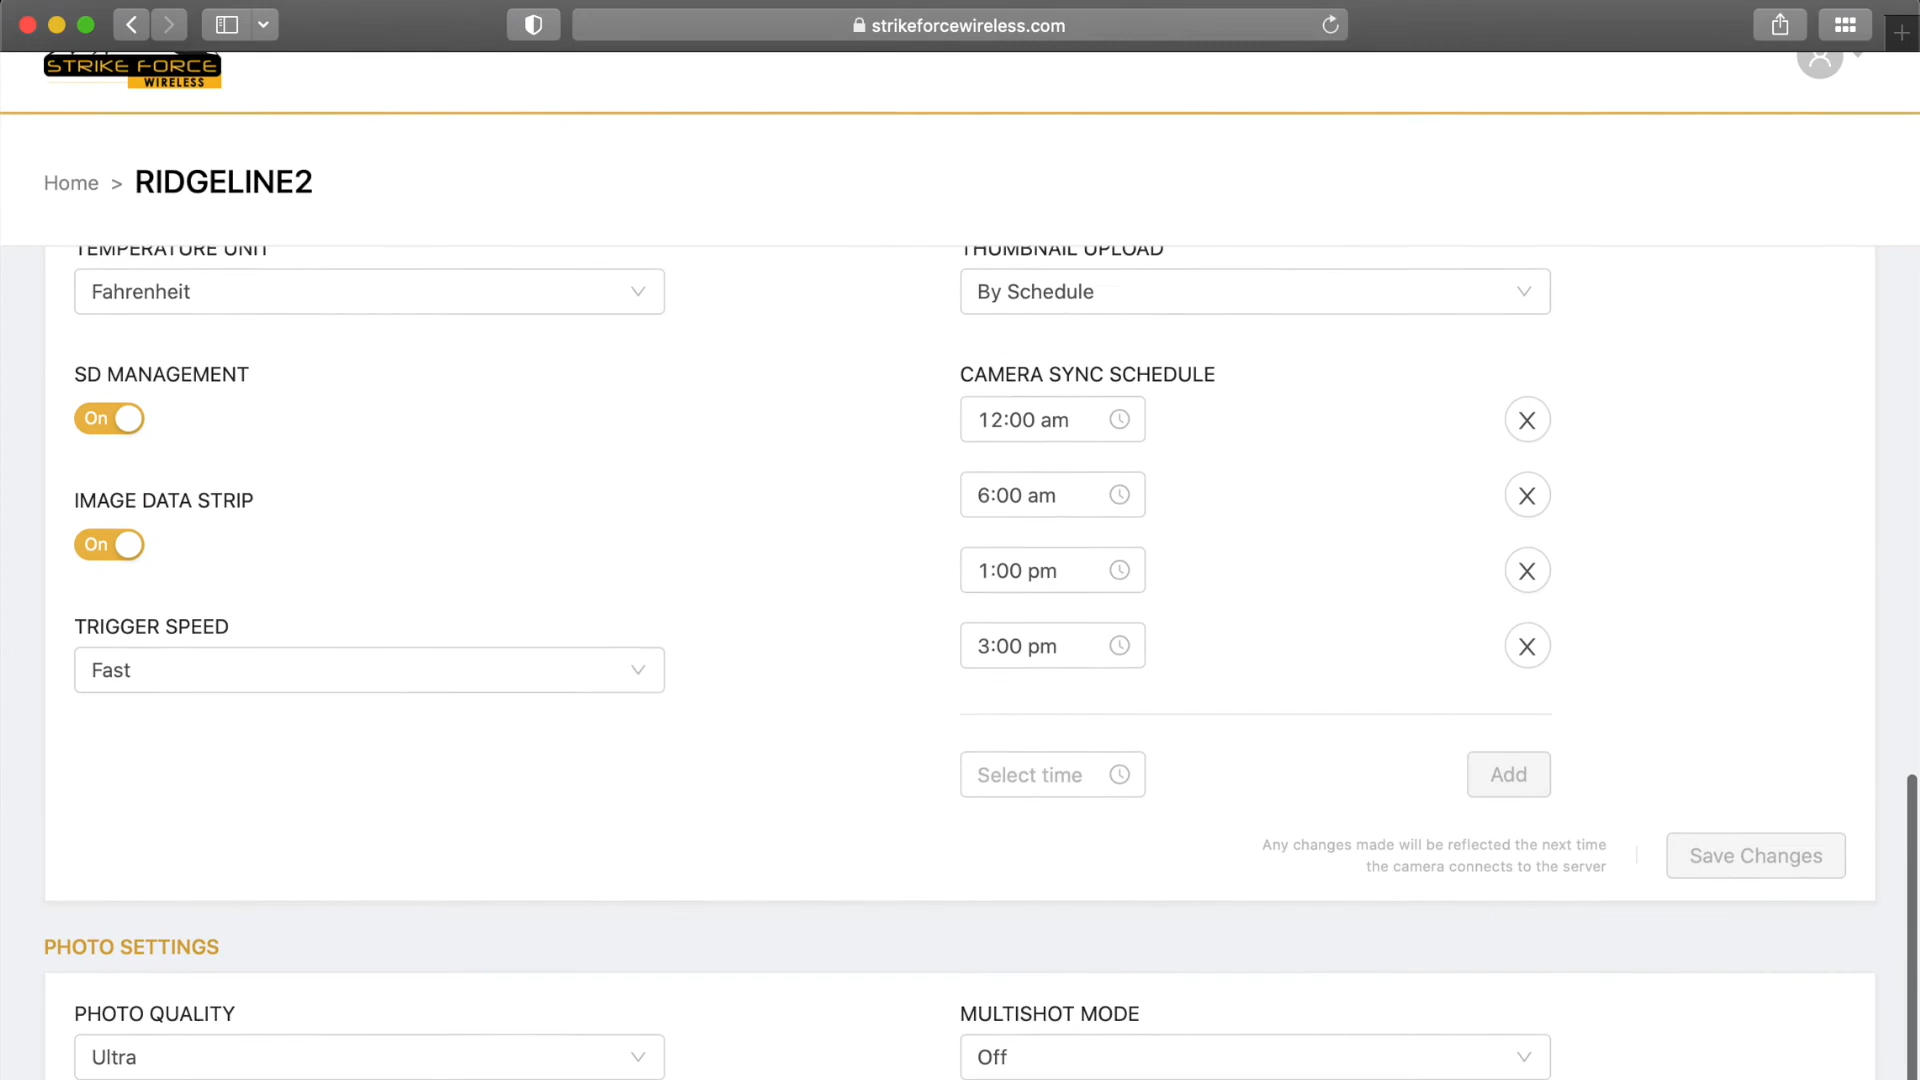 strikeforcewireless.com
STRIKE FORCE
WIRELESS
Home > RIDGELINE2
TEMPERATURE UNIT
Fahrenheit
THUMBNAIL UPLOAD
By Schedule
SD MANAGEMENT
On
IMAGE DATA STRIP
On
TRIGGER SPEED
Fast
CAMERA SYNC SCHEDULE
12:00 am X
6:00 am X
1:00 pm X
3:00 pm X
Select time Add
Any changes made will be reflected the next time
the camera connects to the server
Save Changes
PHOTO SETTINGS
PHOTO QUALITY
Ultra
MULTISHOT MODE
Off